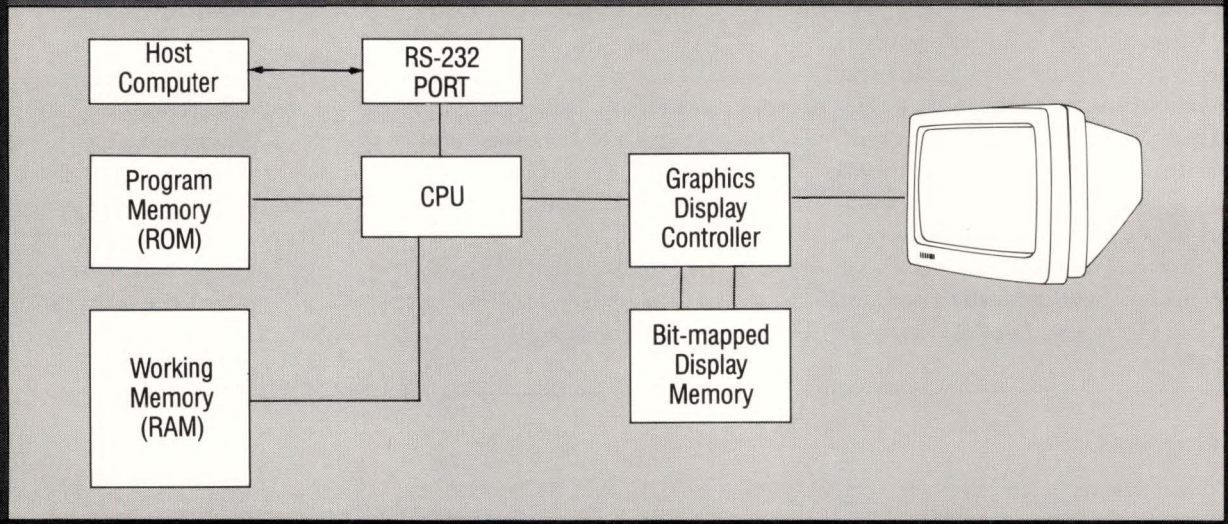 Host
Computer
RS-232
PORT
Program
Memory
(ROM)
CPU
Graphics
Display
Controller
Working
Memory
(RAM)
Bit-mapped
Display
Memory